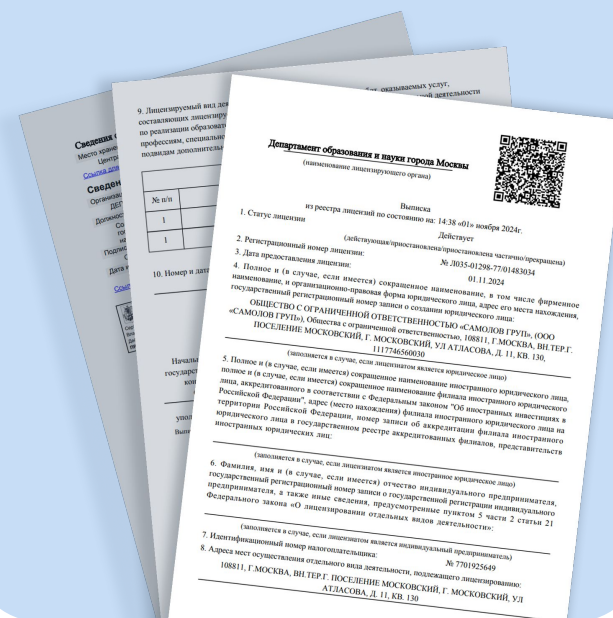 Департамент образования и науки города Москвы
(наименование лицензирующего органа)
Выписка
из реестра лицензий по состоянию на: 14:38 «01» ноября 2024г.
1. Статус лицензии
Действует
(действующая/приостановлена/приостановлена частично/прекращена)
2. Регистрационный номер лицензии:
№ Л035-01298-77/01483034
3. Дата предоставления лицензии:
01.11.2024
4. Полное и (в случае, если имеется) сокращенное наименование, в том числе фирменное
наименование, и организационно-правовая форма юридического лица, адрес его места нахождения,
государственный регистрационный номер записи о создании юридического лица:
ОБЩЕСТВО С ОГРАНИЧЕННОЙ ОТВЕТСТВЕННОСТЬЮ «САМОЛОВ ГРУП», (ООО
«САМОЛОВ ГРУП»), Общества с ограниченной ответственностью, 108811, Г.МОСКВА, ВН.ТЕР.Г.
ПОСЕЛЕНИЕ МОСКОВСКИЙ, Г. МОСКОВСКИЙ, УЛ АТЛАСОВА, Д. 11, КВ. 130,
1117746560030
(заполняется в случае, если лицензиатом является юридическое лицо)
5. Полное и (в случае, если имеется) сокращенное наименование иностранного юридического лица,
полное и (в случае, если имеется) сокращенное наименование филиала иностранного юридического
лица, аккредитованного в соответствии с Федеральным законом "Об иностранных инвестициях в
Российской Федерации", адрес (место нахождения) филиала иностранного юридического лица на
территории Российской Федерации, номер записи об аккредитации филиала иностранного
юридического лица в государственном реестре аккредитованных филиалов, представительств
иностранных юридических лиц:
(заполняется в случае, если лицензиатом является иностранное юридическое лицо)
6. Фамилия, имя и (в случае, если имеется) отчество индивидуального предпринимателя,
государственный регистрационный номер записи о государственной регистрации индивидуального
предпринимателя, а также иные сведения, предусмотренные пунктом 5 части 2 статьи 21
Федерального закона «О лицензировании отдельных видов деятельности»:
(заполняется в случае, если лицензиатом является индивидуальный предприниматель)
7. Идентификационный номер налогоплательщика:
№ 7701925649
8. Адреса мест осуществления отдельного вида деятельности, подлежащего лицензированию:
108811, Г.МОСКВА, ВН.ТЕР.Г. ПОСЕЛЕНИЕ МОСКОВСКИЙ, Г. МОСКОВСКИЙ, УЛ
АТЛАСОВА, Д. 11, КВ. 130
9. Лицензируемый вид
оказываемых услуг,
деятельности
составляющих
по реализации
профессиям,
подвидам
№ п/п
1
1
10. Номер и дата
Сведения
Место